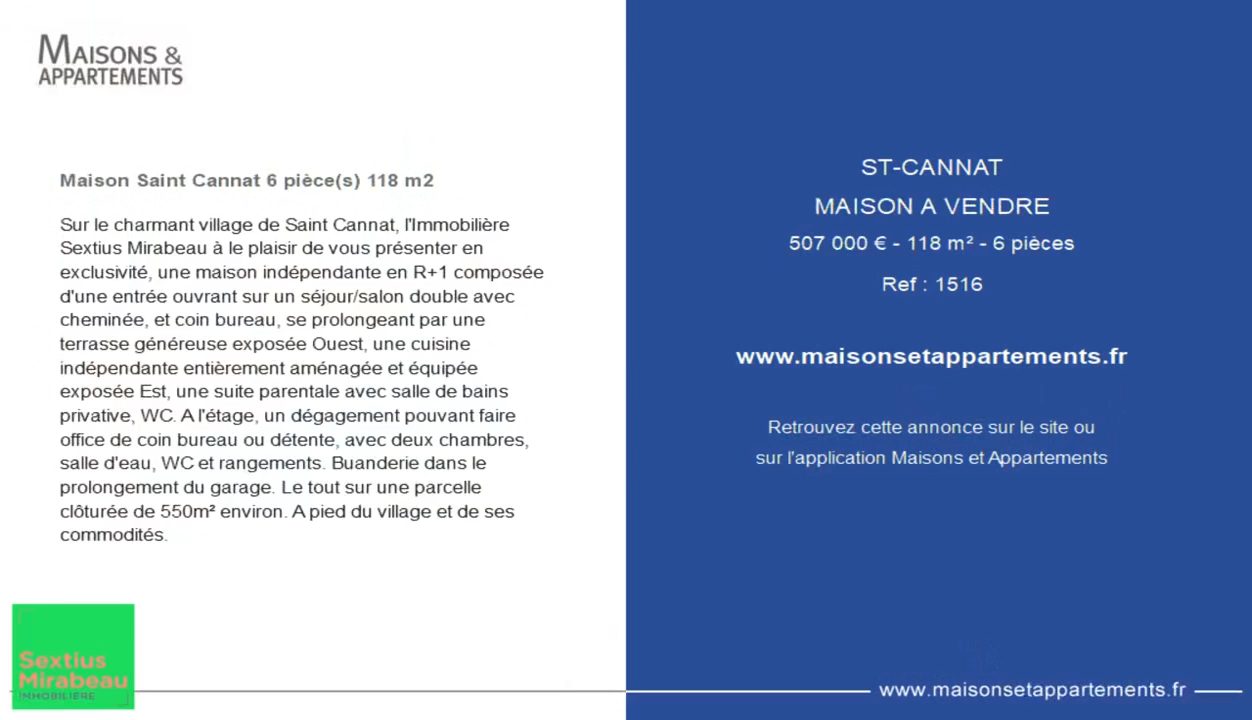 MAISONS &
APPARTEMENTS
Maison Saint Cannat 6 pièce(s) 118 m2
Sur le charmant village de Saint Cannat, l'Immobilière
Sextius Mirabeau à le plaisir de vous présenter en
exclusivité, une maison indépendante en R+1 composée
d'une entrée ouvrant sur un séjour/salon double avec
cheminée, et coin bureau, se prolongeant par une
terrasse généreuse exposée Ouest, une cuisine
indépendante entièrement aménagée et équipée
exposée Est, une suite parentale avec salle de bains
privative, WC. A l'étage, un dégagement pouvant faire
office de coin bureau ou détente, avec deux chambres,
salle d'eau, WC et rangements. Buanderie dans le
prolongement du garage. Le tout sur une parcelle
clôturée de 550m² environ. A pied du village et de ses
commodités.
Sextius
Mirabeau
IMMOBILIÈRE
ST-CANNAT
MAISON A VENDRE
507 000 € - 118 m² - 6 pièces
Ref : 1516
www.maisonsetappartements.fr
Retrouvez cette annonce sur le site ou
sur l'application Maisons et Appartements
www.maisonsetappartements.fr